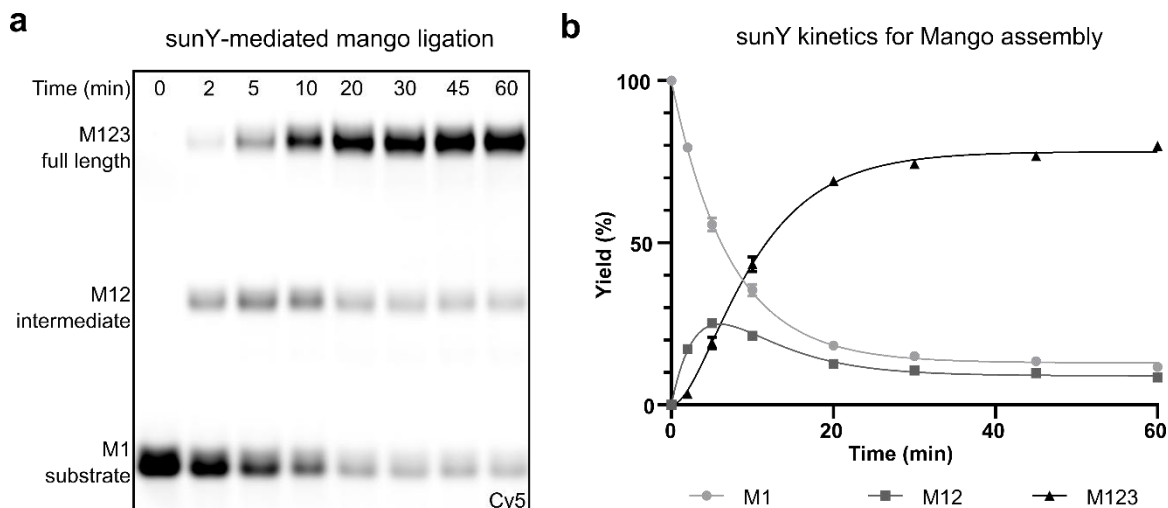 a
sunY-mediated mango ligation
Time (min) 0 2 5 10 20 30 45 60
M123
full length
M12
intermediate
M1
substrate
Cy5
b
sunY kinetics for Mango assembly
Yield (%)
100
50
0
0 20 40 60
Time (min)
M1 M12 M123